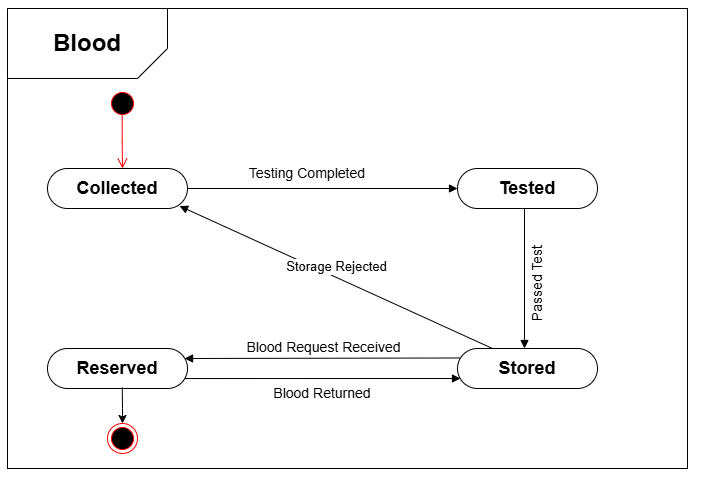 Blood
Testing Completed
Collected
Tested
Passed Test
Storage Rejected
Blood Request Received
Reserved
Stored
Blood Returned